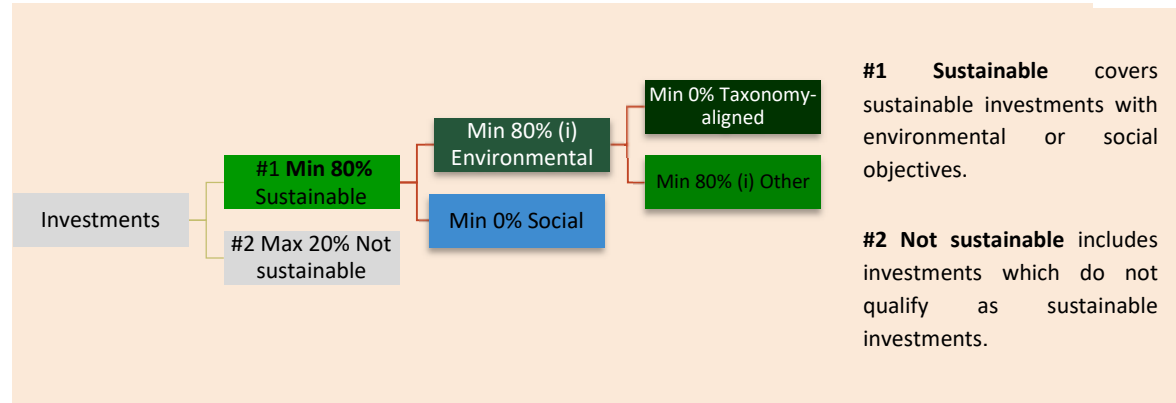 Investments
#1 Min 80%
Sustainable
#2 Max 20% Not
sustainable
Min 80% (i)
Environmental
Min 0% Social
Min 0% Taxonomy-
aligned
Min 80% (i) Other
#1 Sustainable covers
sustainable investments with
environmental or social
objectives.
#2 Not sustainable includes
investments which do not
qualify as sustainable
investments.